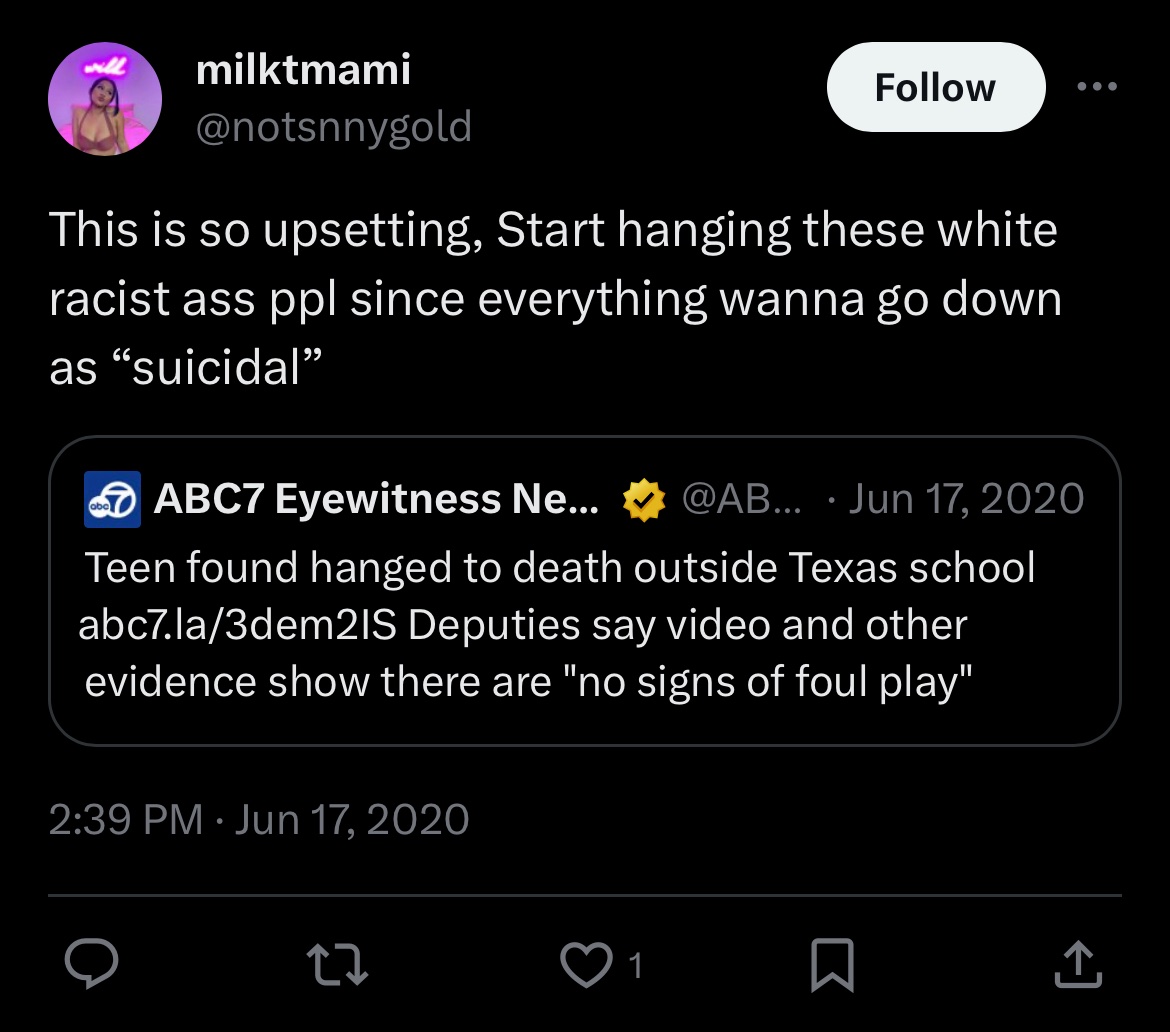 will
milktmami
@notsnnygold
Follow
This is so upsetting, Start hanging these white
racist ass ppl since everything wanna go down
as “suicidal”
abc 7
ABC7 Eyewitness Ne... @AB... · Jun 17, 2020
Teen found hanged to death outside Texas school
abc7.la/3dem2IS Deputies say video and other
evidence show there are "no signs of foul play"
2:39 PM · Jun 17, 2020
1